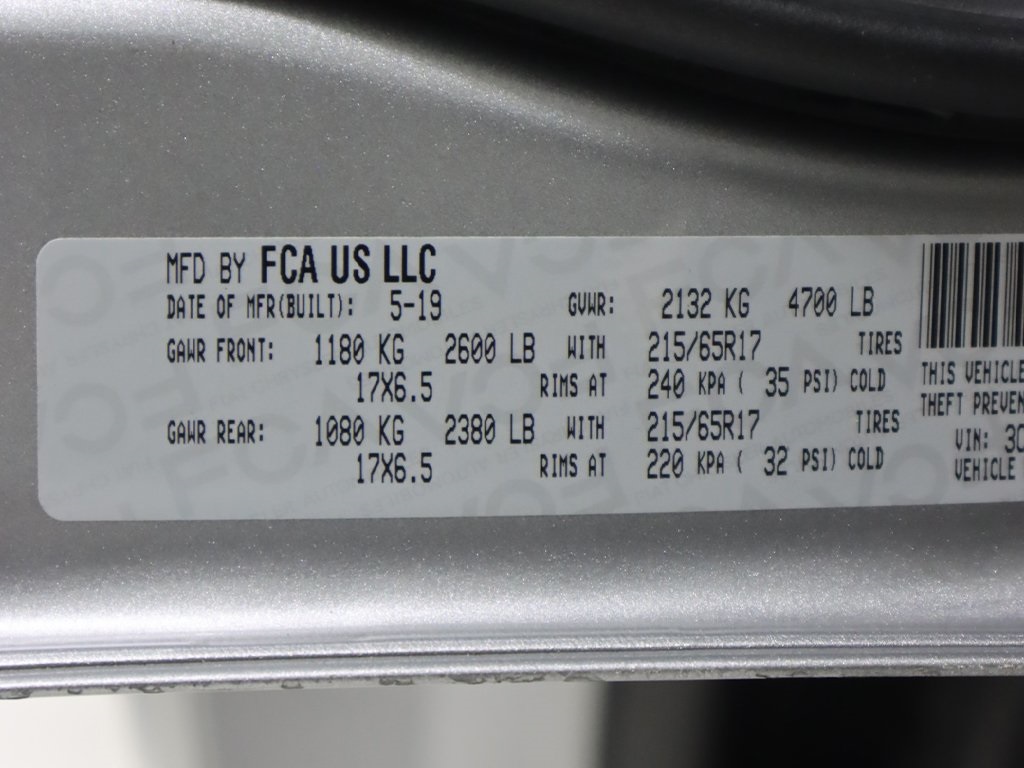 MFD BY FCA US LLC
DATE OF MFR(BUILT): 5-19 GVWR: 2132 KG 4700 LB
GAWR FRONT: 1180 KG 2600 LB WITH 215/65R17 TIRES
17X6.5 RIMS AT 240 KPA ( 35 PSI) COLD
GAWR REAR: 1080 KG 2380 LB WITH 215/65R17 TIRES
17X6.5 RIMS AT 220 KPA ( 32 PSI) COLD
THIS VEHICLE
THEFT PREVEN
VIN: 3C
VEHICLE